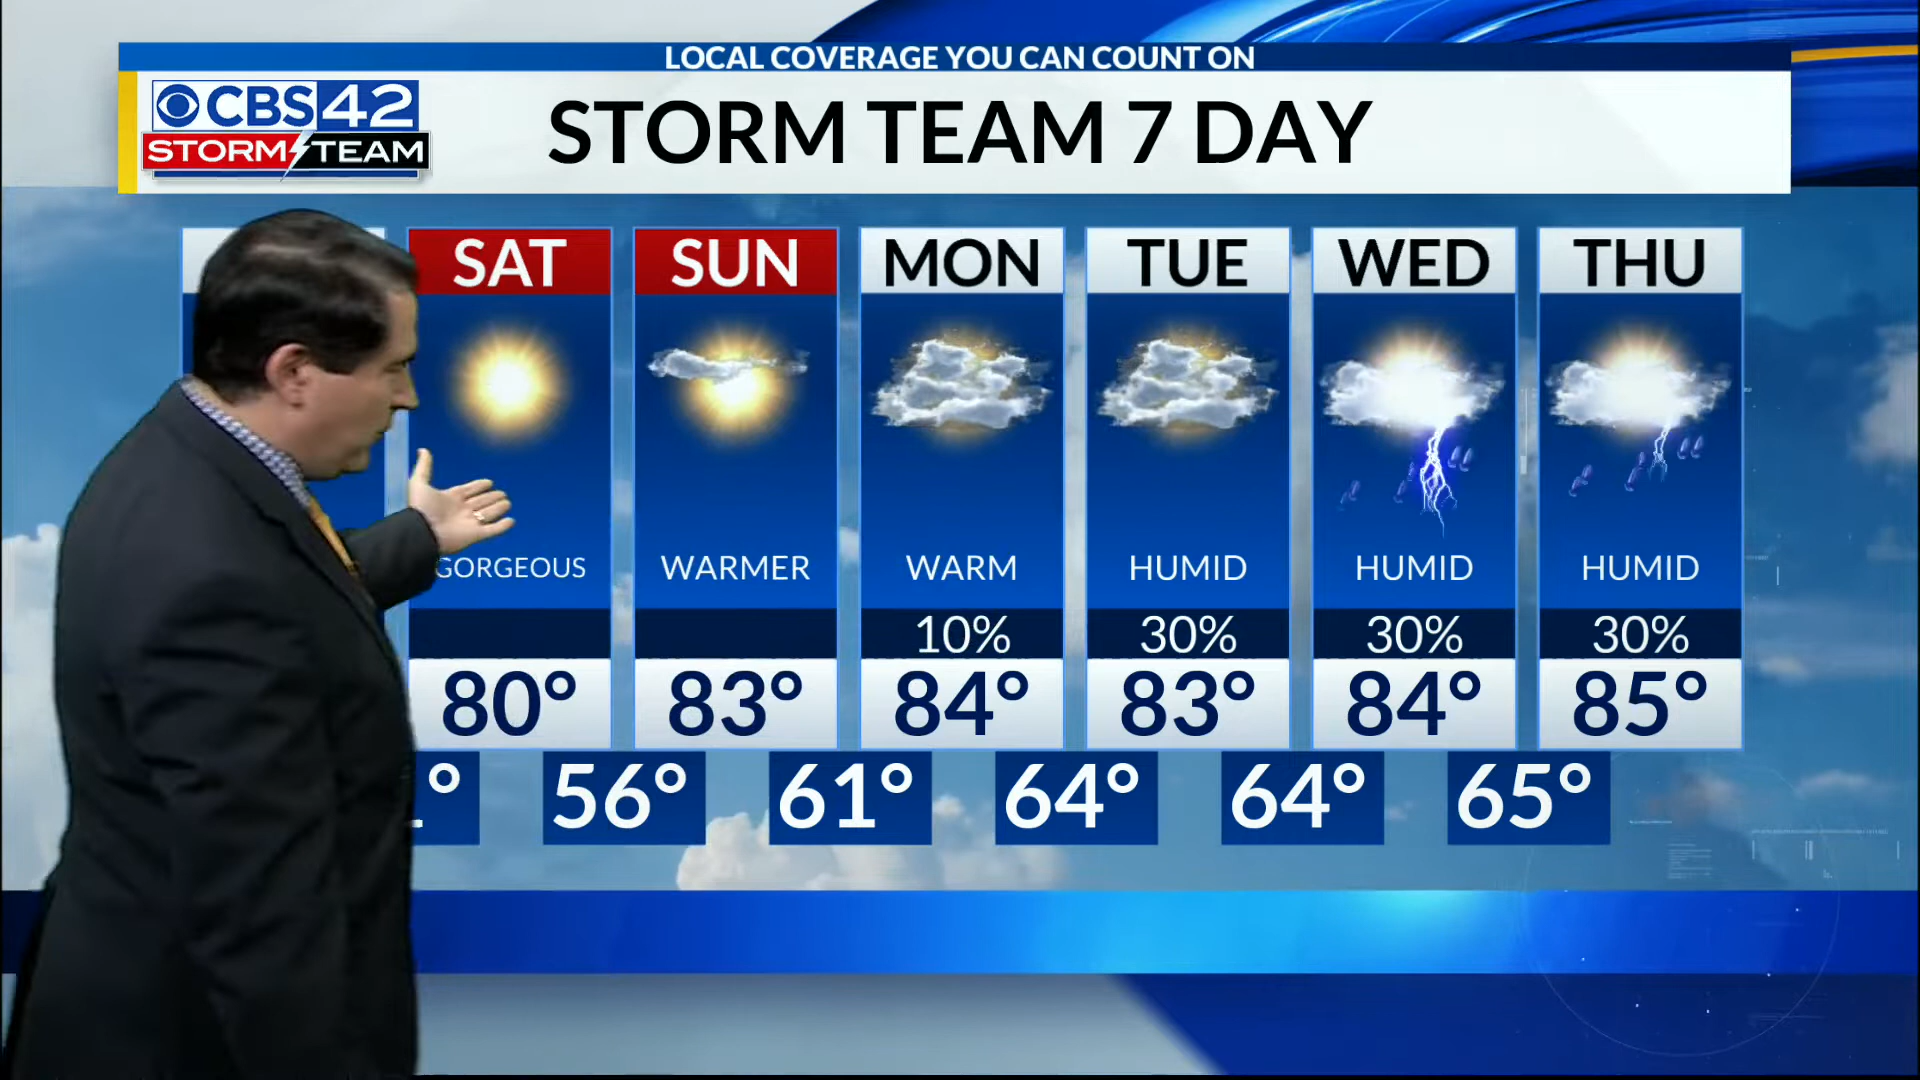 LOCAL COVERAGE YOU CAN COUNT ON
CBS 42
STORM TEAM
STORM TEAM 7 DAY
SAT SUN MON TUE WED THU
GORGEOUS WARMER WARM HUMID HUMID HUMID
10% 30% 30% 30%
80° 83° 84° 83° 84° 85°
56° 61° 64° 64° 65°